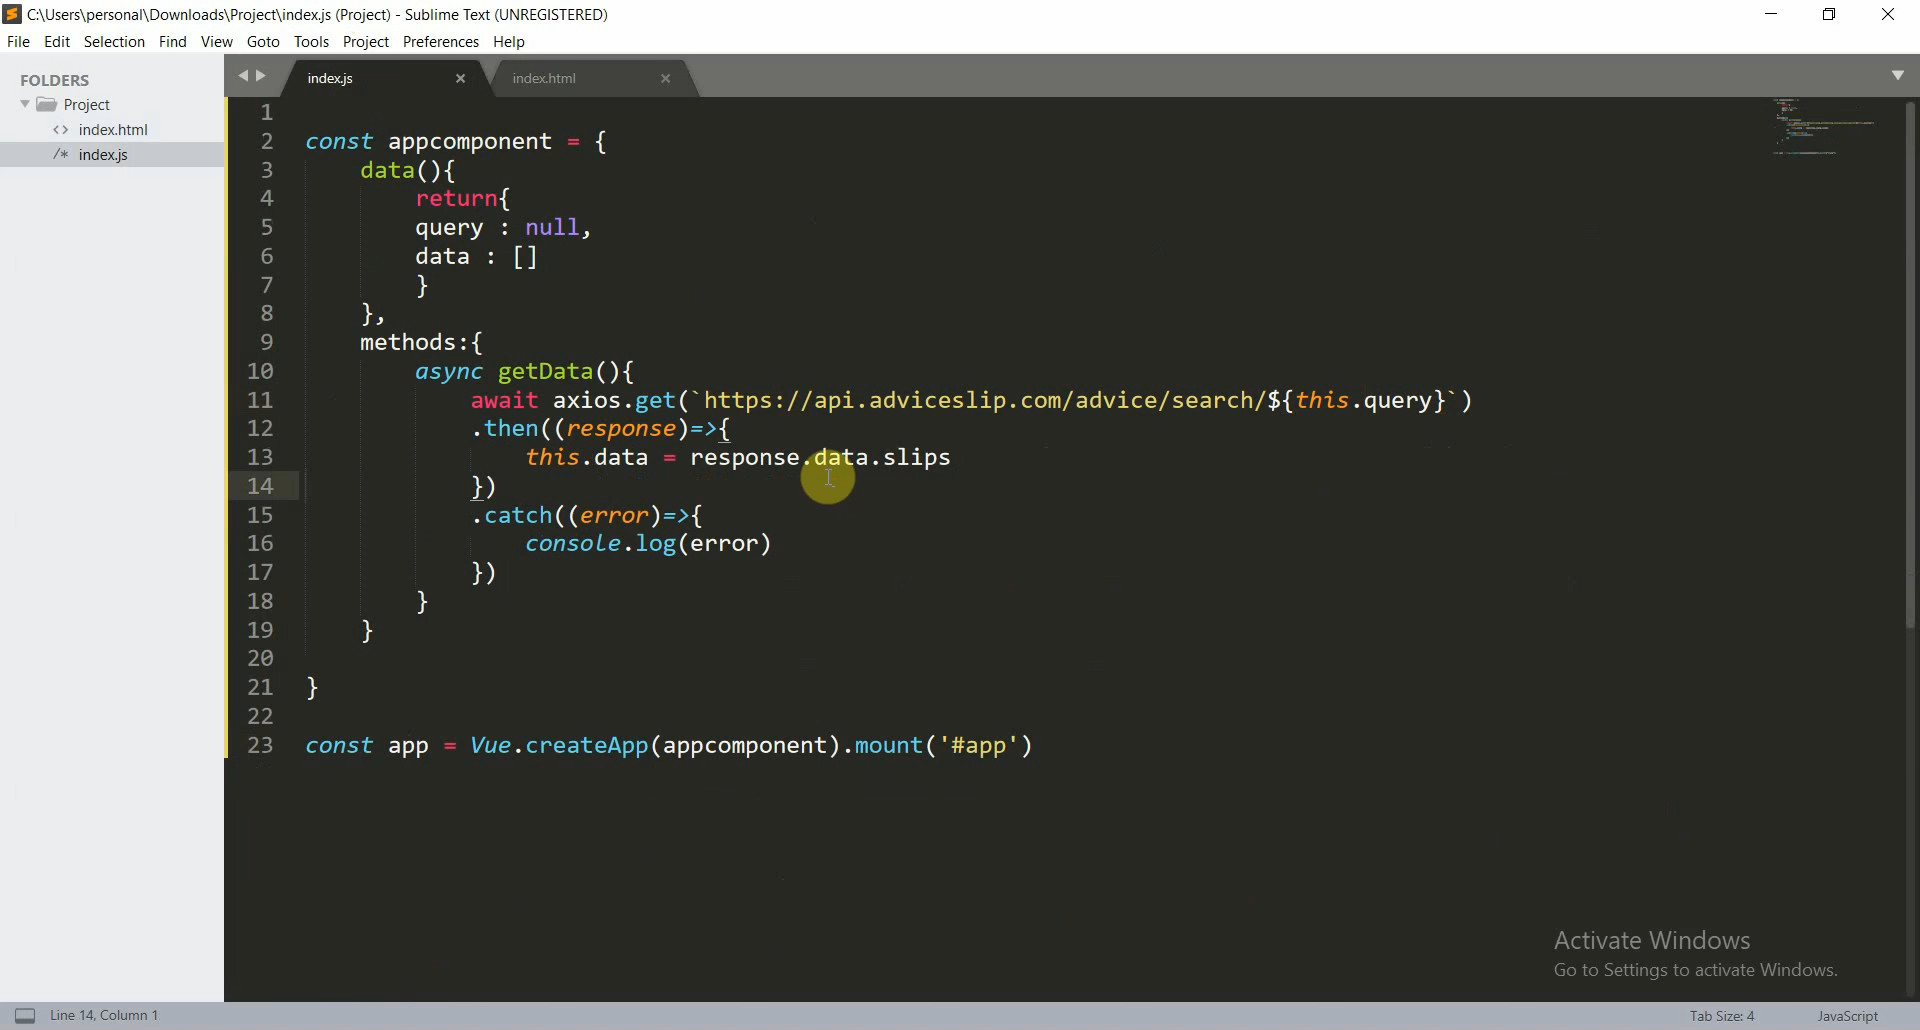 C:\Users\personal\Downloads\Project\index.js (Project) - Sublime Text (UNREGISTERED)
File Edit Selection Find View Goto Tools Project Preferences Help
FOLDERS
Project
<> index.html
/* index.js
index.js × index.html ×
1
2 const appcomponent = {
3 data(){
4 return{
5 query : null,
6 data : []
7 }
8 },
9 methods:{
10 async getData(){
11 await axios.get(`https://api.adviceslip.com/advice/search/${this.query}`)
12 .then((response)=>{
13 this.data = response.data.slips
14 })
15 .catch((error)=>{
16 console.log(error)
17 })
18 }
19 }
20
21 }
22
23 const app = Vue.createApp(appcomponent).mount('#app')
Activate Windows
Go to Settings to activate Windows.
Line 14, Column 1
Tab Size: 4 JavaScript